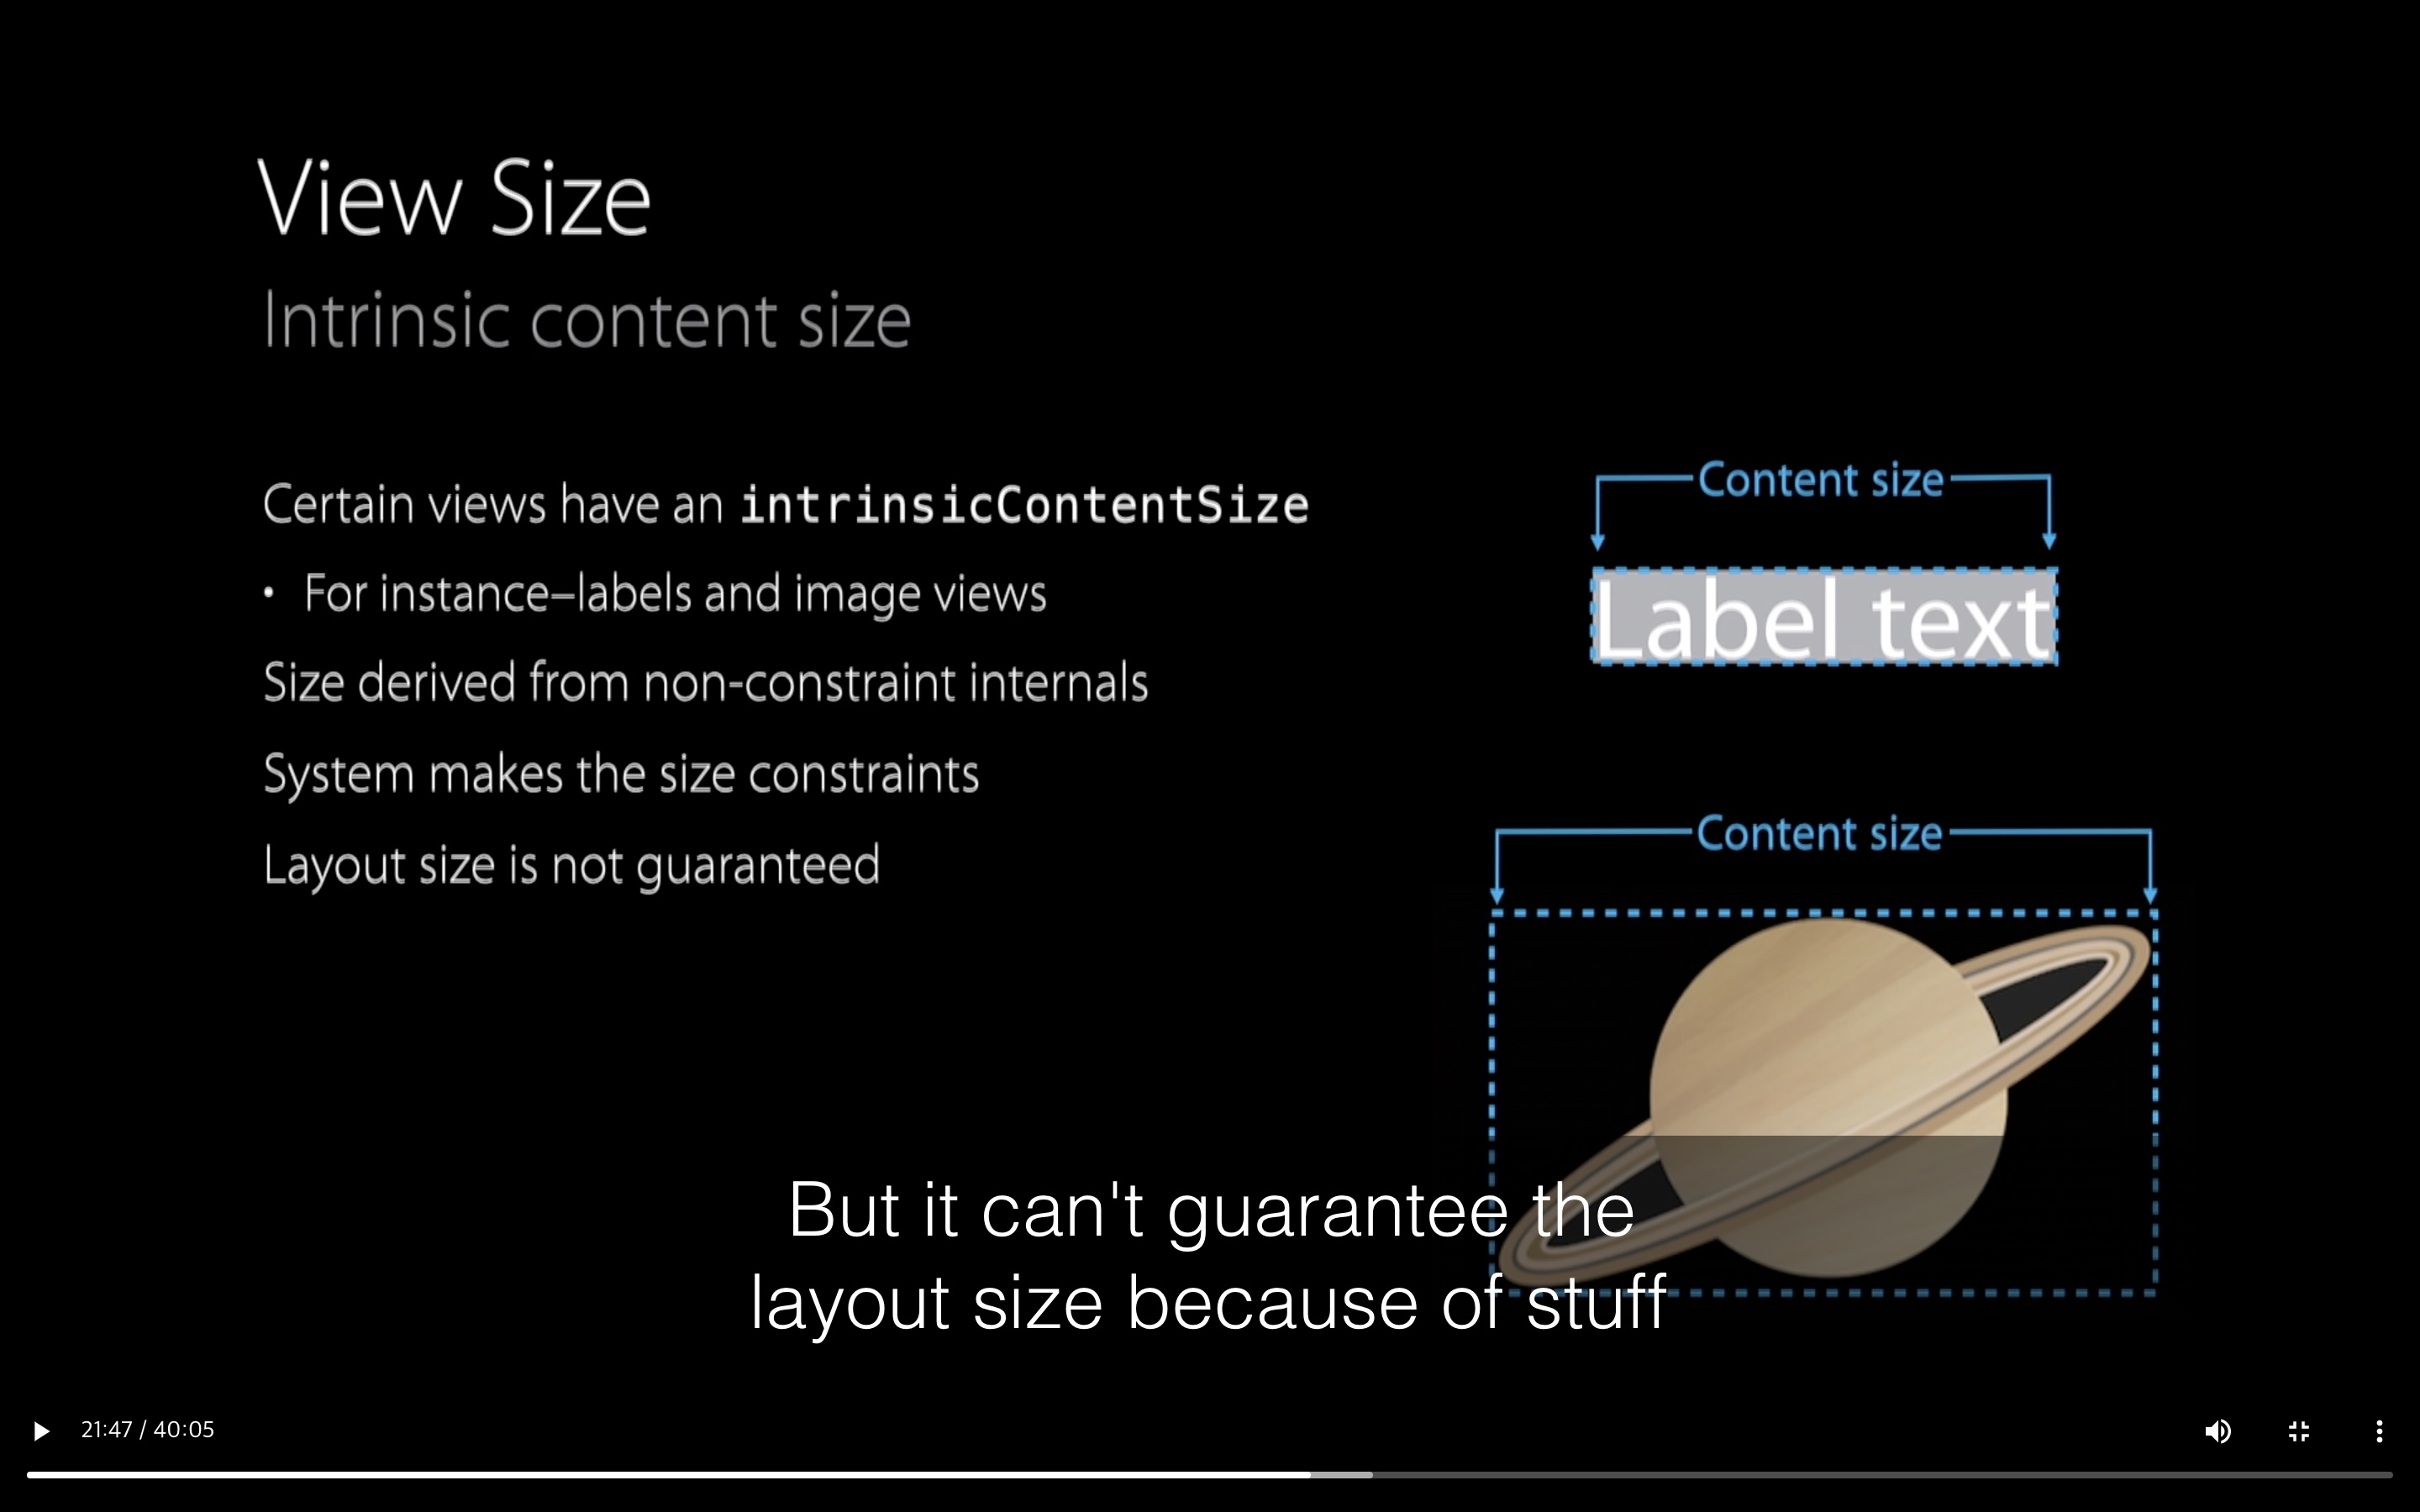 View Size
Intrinsic content size
Certain views have an intrinsicContentSize
• For instance–labels and image views
Size derived from non-constraint internals
System makes the size constraints
Layout size is not guaranteed
Content size
Label text
Content size
But it can't guarantee the
layout size because of stuff
21:47 / 40:05